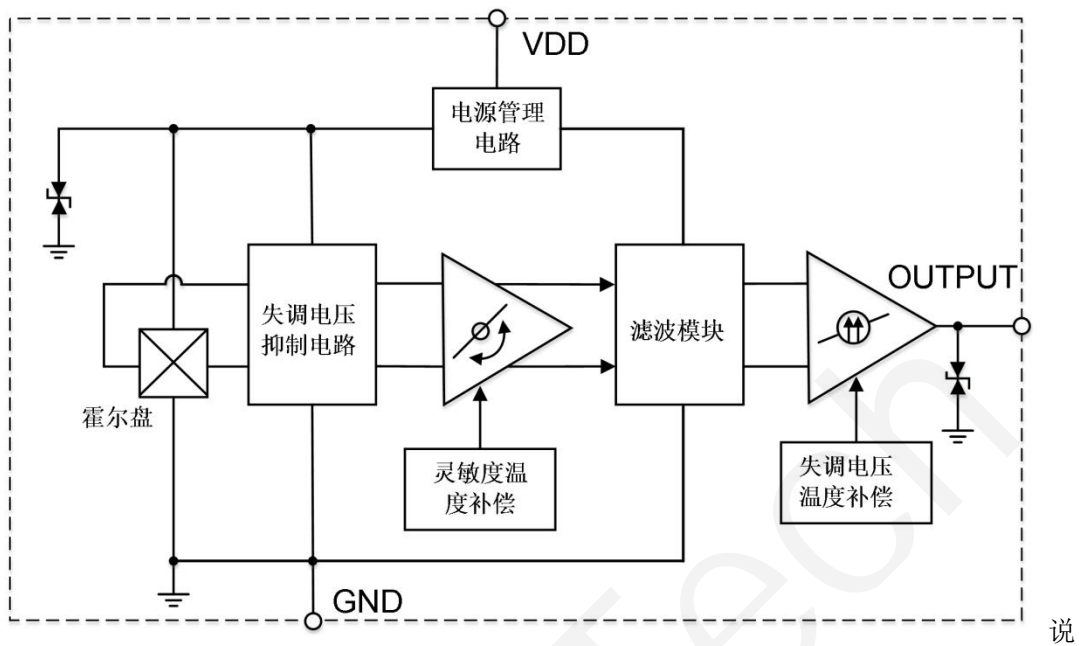 VDD
电源管理
电路
失调电压
抑制电路
霍尔盘
灵敏度温
度补偿
滤波模块
OUTPUT
失调电压
温度补偿
GND
说